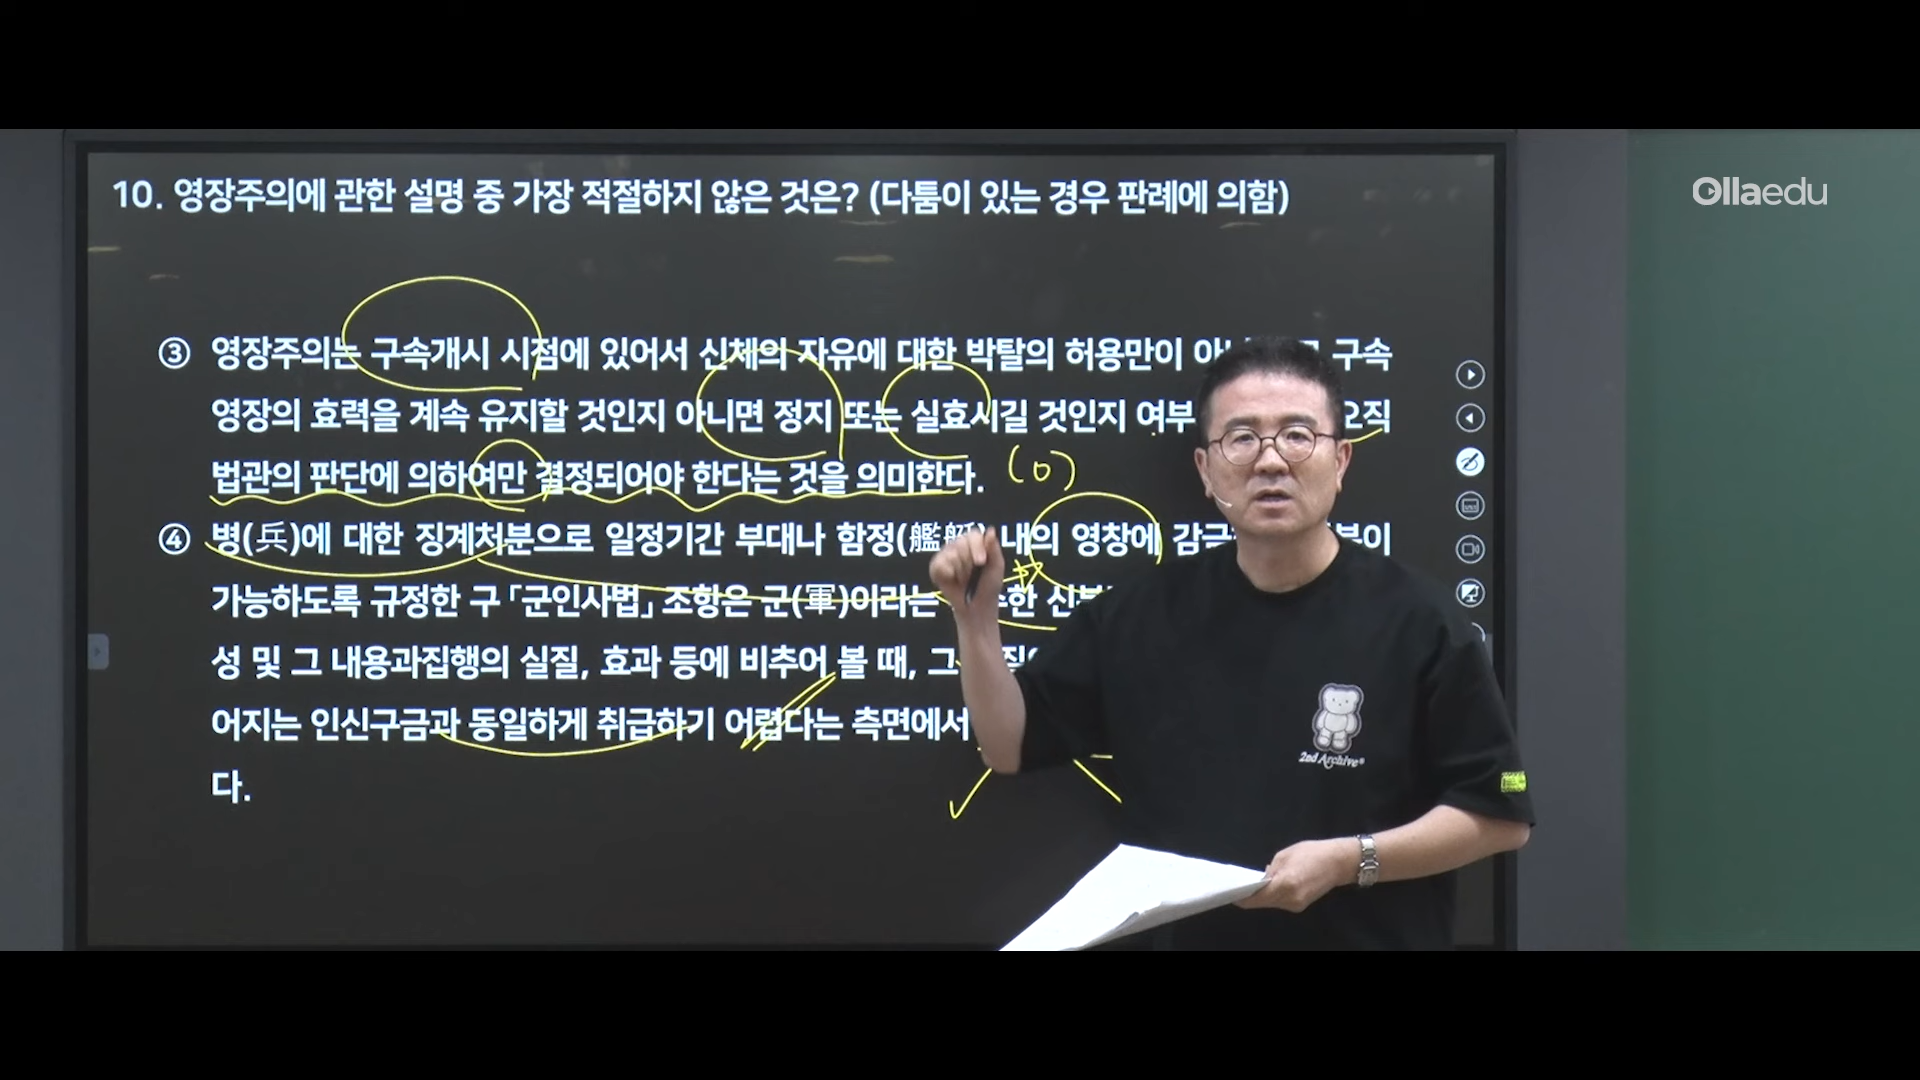 Ollaedu
10. 영장주의에 관한 설명 중 가장 적절하지 않은 것은? (다툼이 있는 경우 판례에 의함)
③ 영장주의는 구속개시 시점에 있어서 신체의 자유에 대한 박탈의 허용만이 구속
영장의 효력을 계속 유지할 것인지 아니면 정지 또는 실효시길 것인지 여부 오직
법관의 판단에 의하여만 결정되어야 한다는 것을 의미한다. (O)
④ 병(兵)에 대한 징계처분으로 일정기간 부대나 함정(艦艇) 내의 영창에
가능하도록 규정한 구 「군인사법」 조항은 군(軍)이라는
성 및 그 내용과집행의 실질, 효과 등에 비추어 볼 때,
어지는 인신구금과 동일하게 취급하기 어렵다는 측면에서
다.
2nd Archive